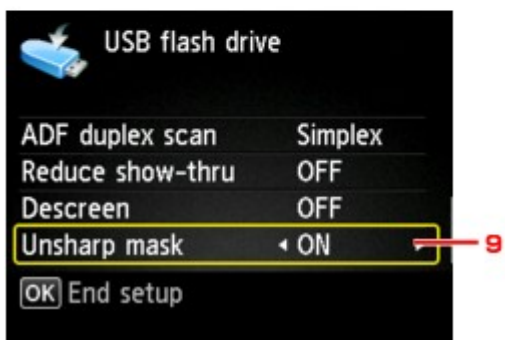 USB flash drive
ADF duplex scan Simplex
Reduce show-thru OFF
Descreen OFF
Unsharp mask ON
9
OK End setup